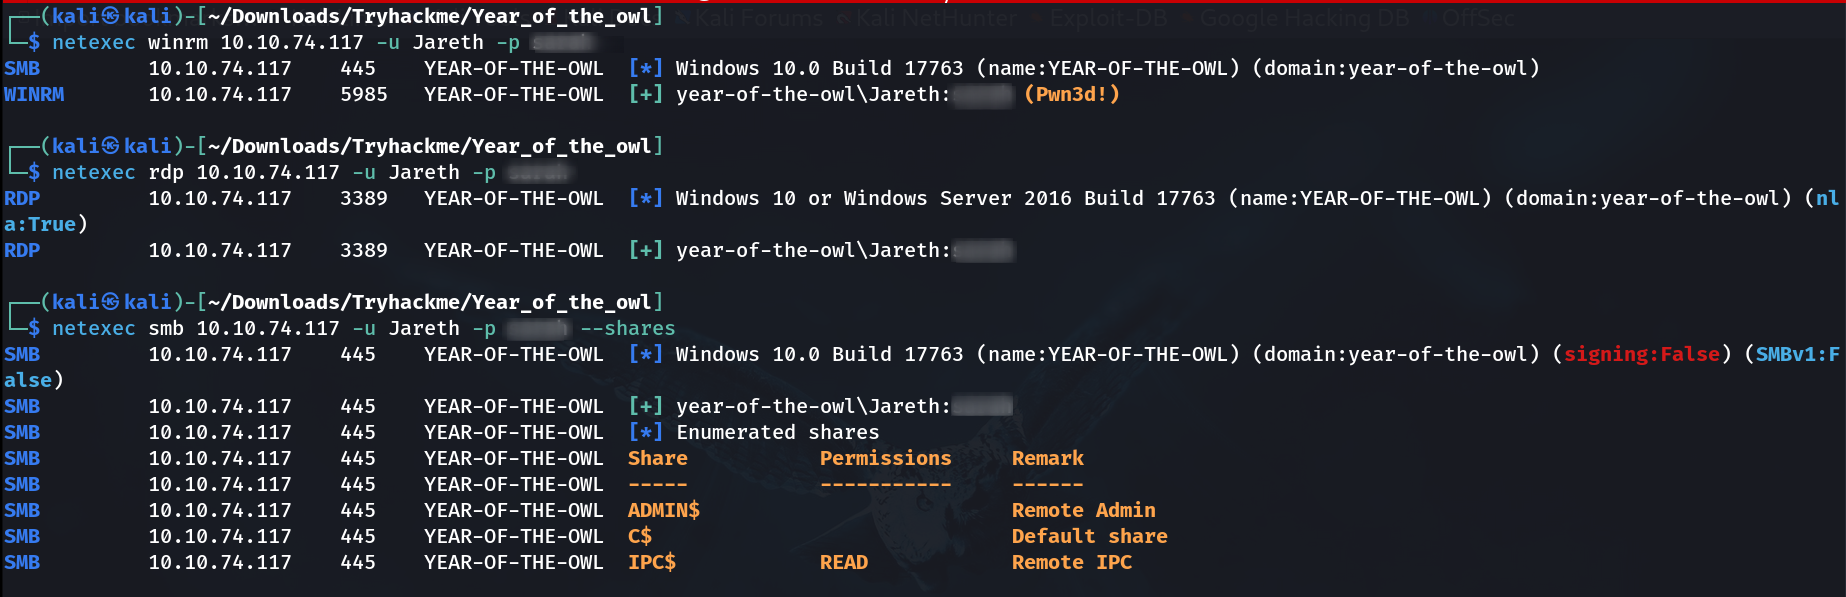 Kali Forums Kali NetHunter Exploit-DB Google Hacking DB OffSec
┌──(kali㉿kali)-[~/Downloads/Tryhackme/Year_of_the_owl]
└─$ netexec winrm 10.10.74.117 -u Jareth -p
SMB 10.10.74.117 445 YEAR-OF-THE-OWL [*] Windows 10.0 Build 17763 (name:YEAR-OF-THE-OWL) (domain:year-of-the-owl)
WINRM 10.10.74.117 5985 YEAR-OF-THE-OWL [+] year-of-the-owl\Jareth: (Pwn3d!)
┌──(kali㉿kali)-[~/Downloads/Tryhackme/Year_of_the_owl]
└─$ netexec rdp 10.10.74.117 -u Jareth -p
RDP 10.10.74.117 3389 YEAR-OF-THE-OWL [*] Windows 10 or Windows Server 2016 Build 17763 (name:YEAR-OF-THE-OWL) (domain:year-of-the-owl) (nl
a:True)
RDP 10.10.74.117 3389 YEAR-OF-THE-OWL [+] year-of-the-owl\Jareth:
┌──(kali㉿kali)-[~/Downloads/Tryhackme/Year_of_the_owl]
└─$ netexec smb 10.10.74.117 -u Jareth -p --shares
SMB 10.10.74.117 445 YEAR-OF-THE-OWL [*] Windows 10.0 Build 17763 (name:YEAR-OF-THE-OWL) (domain:year-of-the-owl) (signing:False) (SMBv1:F
alse)
SMB 10.10.74.117 445 YEAR-OF-THE-OWL [+] year-of-the-owl\Jareth:
SMB 10.10.74.117 445 YEAR-OF-THE-OWL [*] Enumerated shares
SMB 10.10.74.117 445 YEAR-OF-THE-OWL Share Permissions Remark
SMB 10.10.74.117 445 YEAR-OF-THE-OWL ----- ----------- ------
SMB 10.10.74.117 445 YEAR-OF-THE-OWL ADMIN$ Remote Admin
SMB 10.10.74.117 445 YEAR-OF-THE-OWL C$ Default share
SMB 10.10.74.117 445 YEAR-OF-THE-OWL IPC$ READ Remote IPC